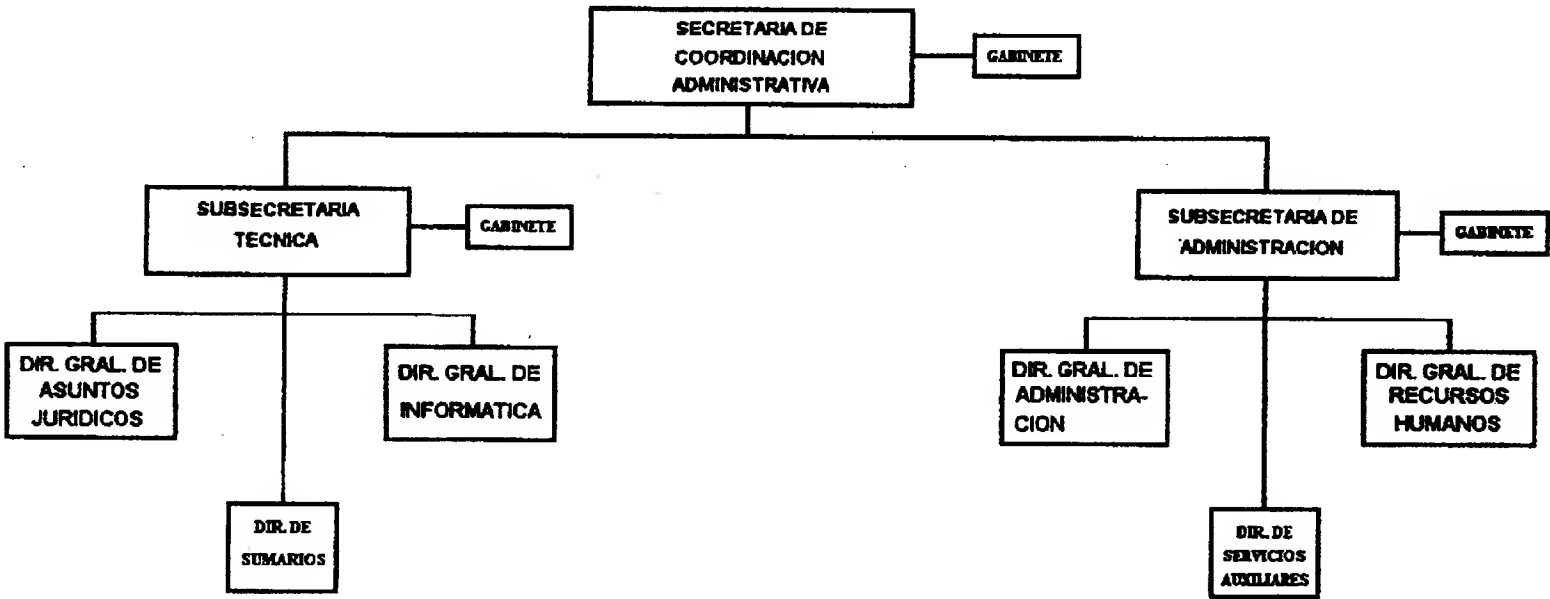 SECRETARIA DE
COORDINACION
ADMINISTRATIVA
GABINETE
SUBSECRETARIA
TECNICA
GABINETE
SUBSECRETARIA DE
ADMINISTRACION
GABINETE
DIR. GRAL. DE
ASUNTOS
JURIDICOS
DIR. GRAL. DE
INFORMATICA
DIR. GRAL. DE
ADMINISTRA-
CION
DIR. GRAL. DE
RECURSOS
HUMANOS
DIR. DE
SUMARIOS
DIR. DE
SERVICIOS
AUXILIARES